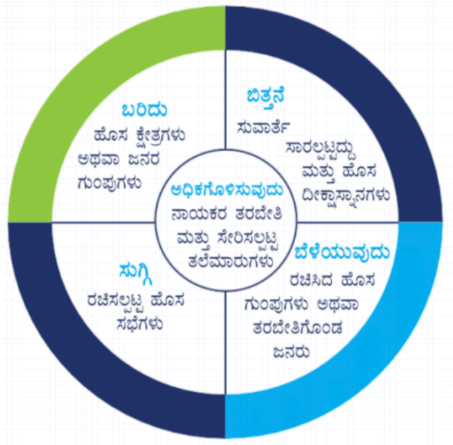 ಬರಿದು
ಹೊಸ ಕ್ಷೇತ್ರಗಳು
ಅಥವಾ ಜನರ
ಗುಂಪುಗಳು
ಬಿತ್ತನೆ
ಸುವಾರ್ತೆ
ಸಾರಲ್ಪಟ್ಟದ್ದು
ಮತ್ತು ಹೊಸ
ದೀಕ್ಷಾಸ್ನಾನಗಳು
ಅಧಿಕಗೊಳಿಸುವುದು
ನಾಯಕರ ತರಬೇತಿ
ಮತ್ತು ಸೇರಿಸಲ್ಪಟ್ಟ
ತಲೆಮಾರುಗಳು
ಸುಗ್ಗಿ
ರಚಿಸಲ್ಪಟ್ಟ ಹೊಸ
ಸಭೆಗಳು
ಬೆಳೆಯುವುದು
ರಚಿಸಿದ ಹೊಸ
ಗುಂಪುಗಳು ಅಥವಾ
ತರಬೇತಿಗೊಂಡ
ಜನರು